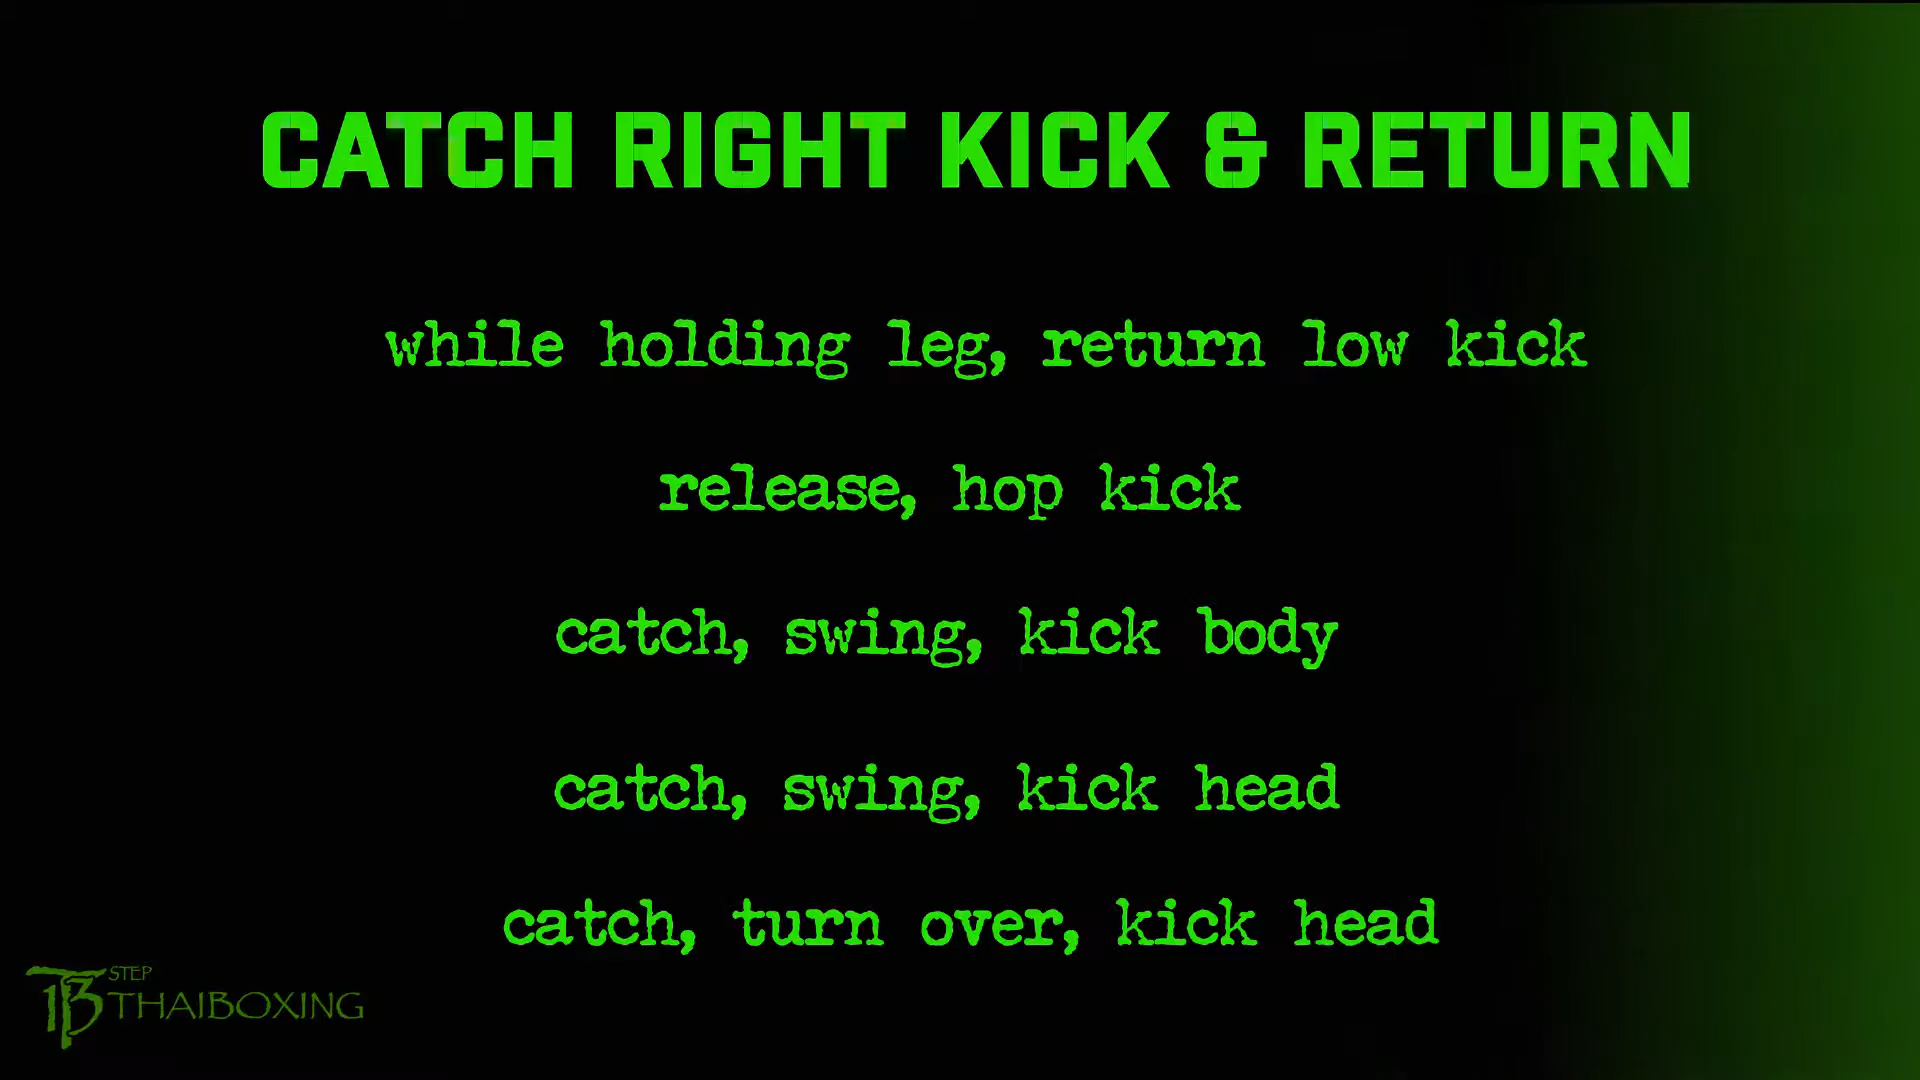 CATCH RIGHT KICK & RETURN
while holding leg, return low kick
release, hop kick
catch, swing, kick body
catch, swing, kick head
catch, turn over, kick head
13 STEP
THAIBOXING